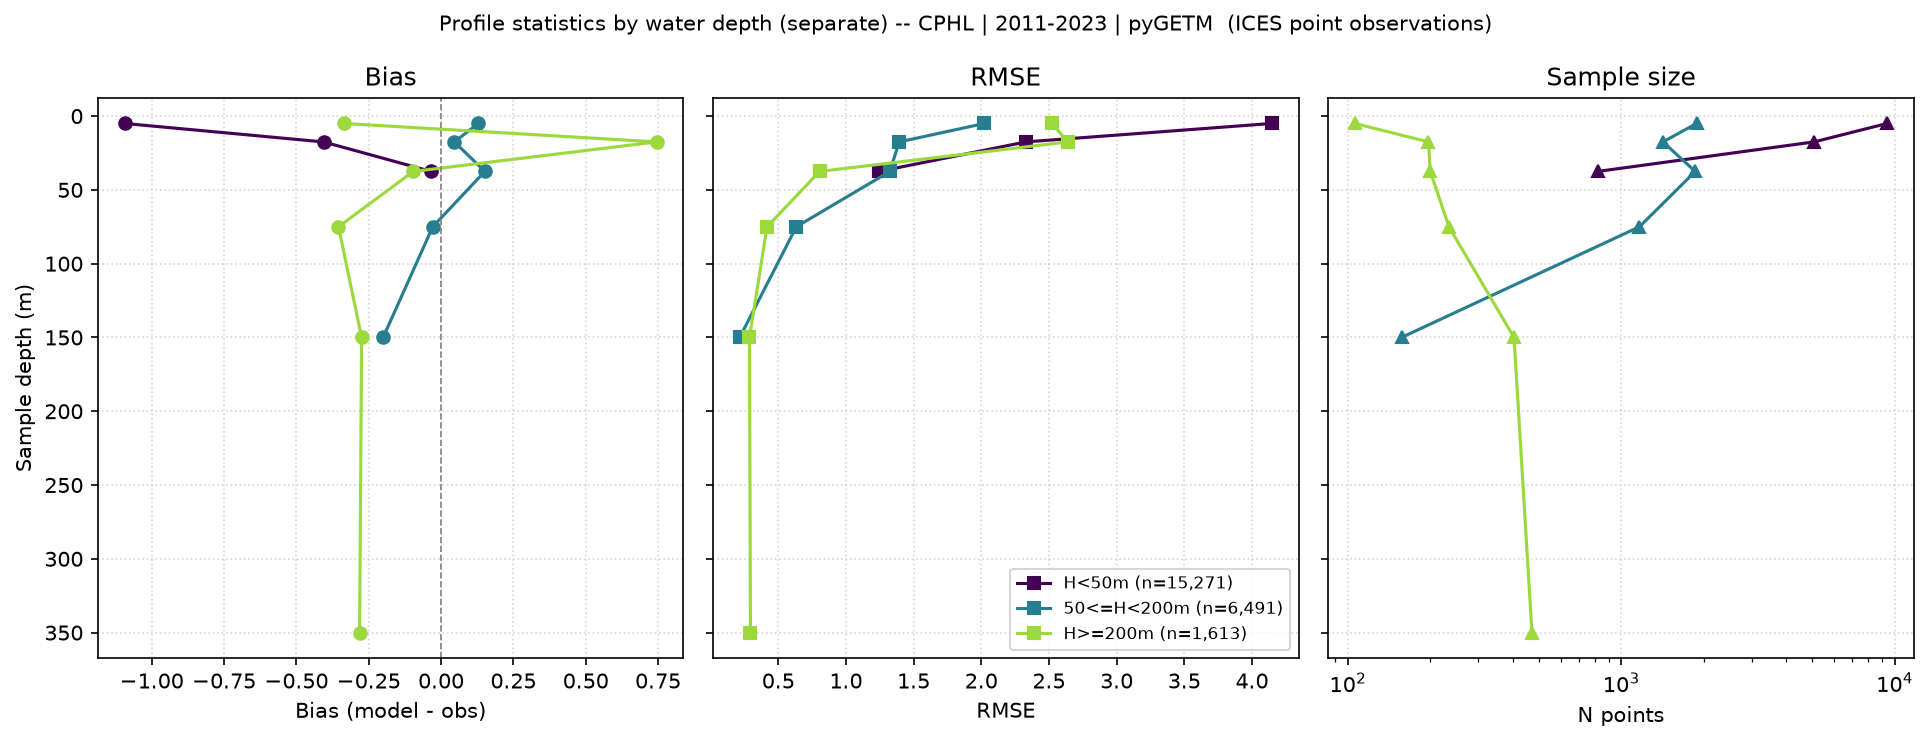 Profile statistics by water depth (separate) -- CPHL | 2011-2023 | pyGETM  (ICES point observations)
Bias
RMSE
Sample size
0
50
100
150
200
250
300
350
Sample depth (m)
−1.00
−0.75
−0.50
−0.25
0.00
0.25
0.50
0.75
Bias (model - obs)
0.5
1.0
1.5
2.0
2.5
3.0
3.5
4.0
RMSE
H<50m (n=15,271)
50<=H<200m (n=6,491)
H>=200m (n=1,613)
10²
10³
10⁴
N points